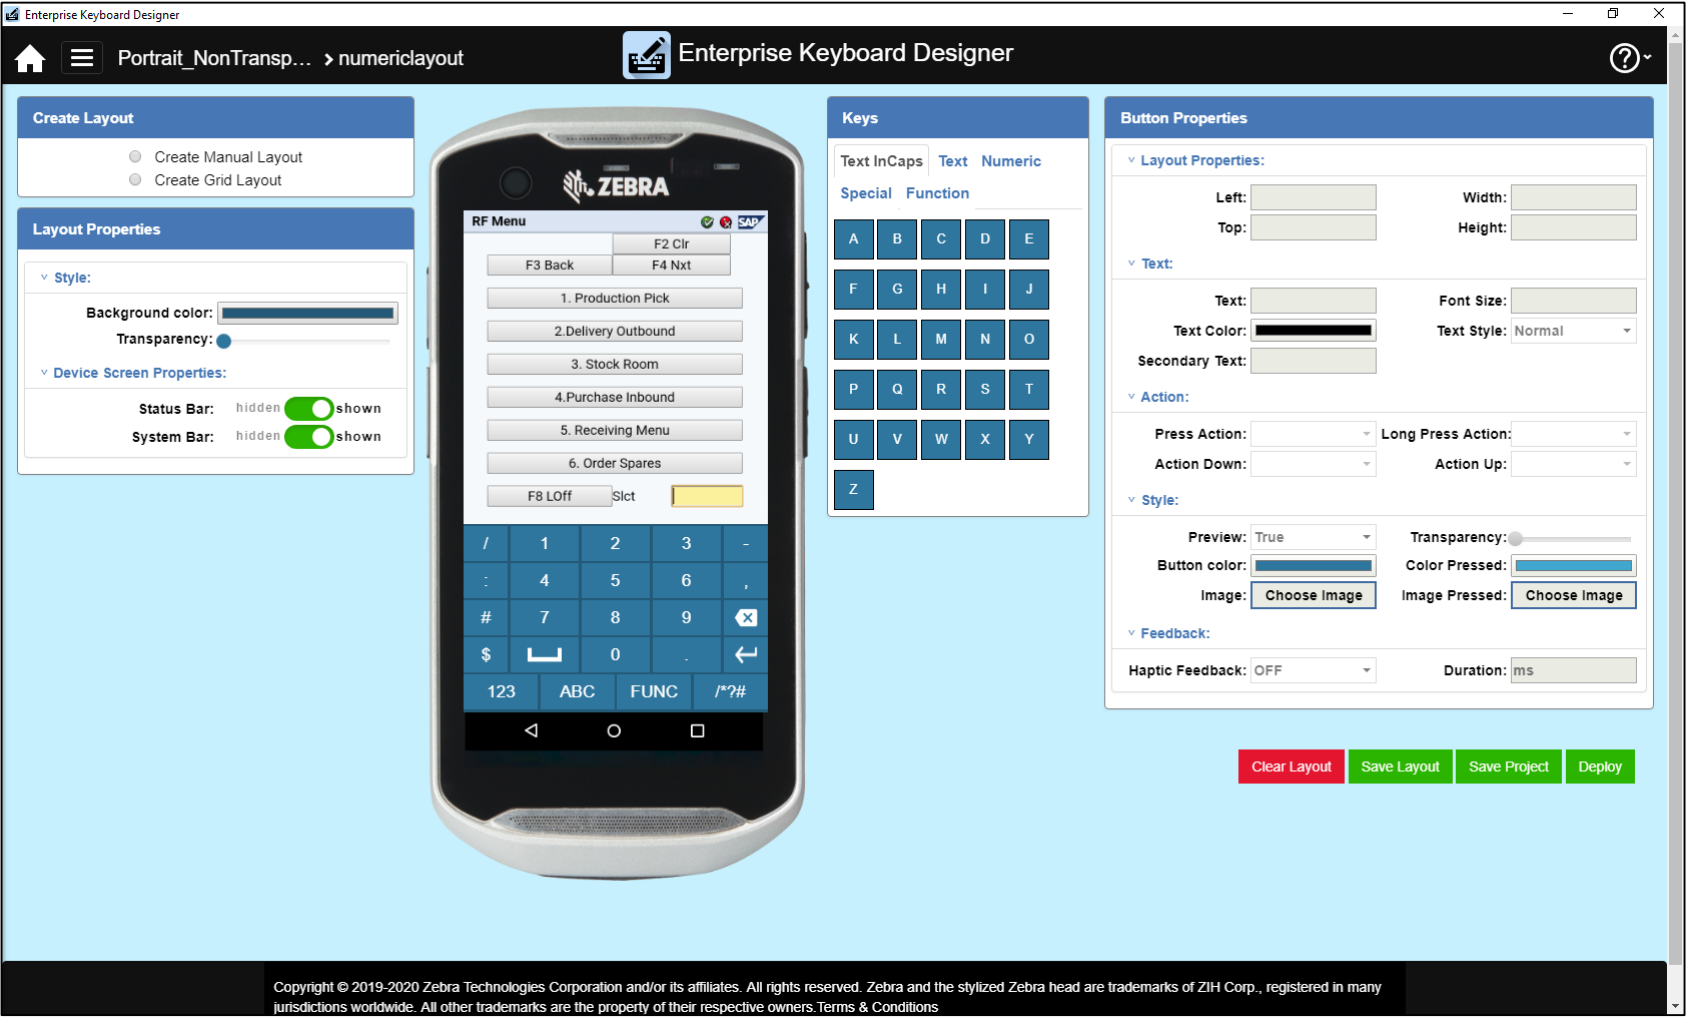 Enterprise Keyboard Designer
Portrait_NonTransp... > numericlayout
Enterprise Keyboard Designer
?
Create Layout
Create Manual Layout
Create Grid Layout
Layout Properties
Style:
Background color:
Transparency:
Device Screen Properties:
Status Bar: hidden shown
System Bar: hidden shown
ZEBRA
RF Menu SAP
F2 Clr
F3 Back F4 Nxt
1. Production Pick
2.Delivery Outbound
3. Stock Room
4.Purchase Inbound
5. Receiving Menu
6. Order Spares
F8 LOff Slct
/ 1 2 3 -
: 4 5 6 ,
# 7 8 9
$ 0 .
123 ABC FUNC /*?#
Keys
Text InCaps Text Numeric
Special Function
A B C D E
F G H I J
K L M N O
P Q R S T
U V W X Y
Z
Button Properties
Layout Properties:
Left: Width:
Top: Height:
Text:
Text: Font Size:
Text Color: Text Style: Normal
Secondary Text:
Action:
Press Action: Long Press Action:
Action Down: Action Up:
Style:
Preview: True Transparency:
Button color: Color Pressed:
Image: Choose Image Image Pressed: Choose Image
Feedback:
Haptic Feedback: OFF Duration: ms
Clear Layout Save Layout Save Project Deploy
Copyright © 2019-2020 Zebra Technologies Corporation and/or its affiliates. All rights reserved. Zebra and the stylized Zebra head are trademarks of ZIH Corp., registered in many
jurisdictions worldwide. All other trademarks are the property of their respective owners.Terms & Conditions